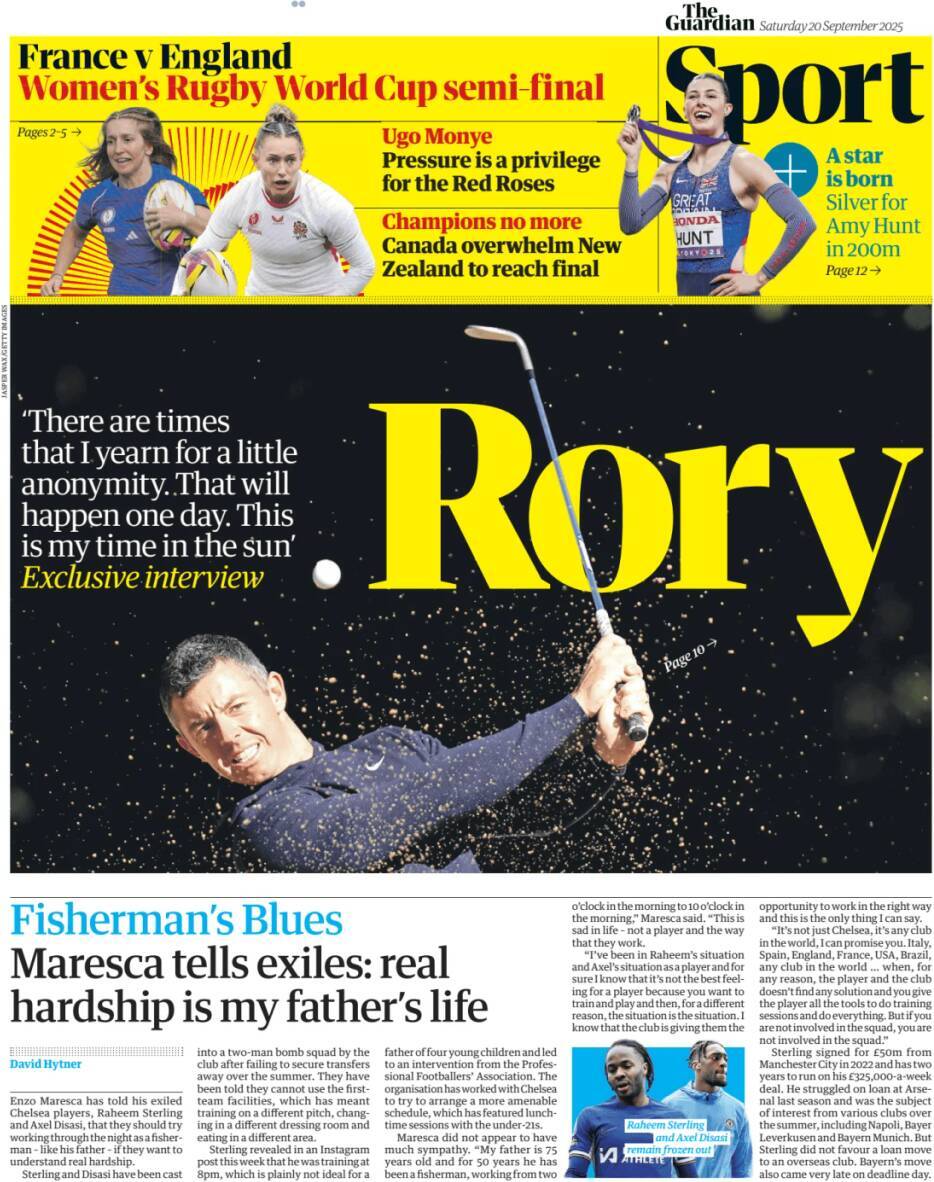 The
Guardian Saturday 20 September 2025
France v England
Women's Rugby World Cup semi-final
Pages 2-5 →
Ugo Monye
Pressure is a privilege
for the Red Roses
Champions no more
Canada overwhelm New
Zealand to reach final
Sport
A star
is born
Silver for
Amy Hunt
in 200m
Page 12 →
GREAT
BRITAIN
HONDA
HUNT
TOKYO 25
JASPER WAX/GETTY IMAGES
'There are times
that I yearn for a little
anonymity. That will
happen one day. This
is my time in the sun'
Exclusive interview
Rory
Page 10 →
Fisherman's Blues
Maresca tells exiles: real
hardship is my father's life
David Hytner
Enzo Maresca has told his exiled
Chelsea players, Raheem Sterling
and Axel Disasi, that they should try
working through the night as a fisher-
man – like his father – if they want to
understand real hardship.
Sterling and Disasi have been cast
into a two-man bomb squad by the
club after failing to secure transfers
away over the summer. They have
been told they cannot use the first-
team facilities, which has meant
training on a different pitch, chang-
ing in a different dressing room and
eating in a different area.
Sterling revealed in an Instagram
post this week that he was training at
8pm, which is plainly not ideal for a
father of four young children and led
to an intervention from the Profes-
sional Footballers' Association. The
organisation has worked with Chelsea
to try to arrange a more amenable
schedule, which has featured lunch-
time sessions with the under-21s.
Maresca did not appear to have
much sympathy. "My father is 75
years old and for 50 years he has
been a fisherman, working from two
o'clock in the morning to 10 o'clock in
the morning," Maresca said. "This is
sad in life – not a player and the way
that they work.
"I've been in Raheem's situation
and Axel's situation as a player and for
sure I know that it's not the best feel-
ing for a player because you want to
train and play and then, for a different
reason, the situation is the situation. I
know that the club is giving them the
Raheem Sterling
and Axel Disasi
remain frozen out
ATHLETE
opportunity to work in the right way
and this is the only thing I can say.
"It's not just Chelsea, it's any club
in the world, I can promise you. Italy,
Spain, England, France, USA, Brazil,
any club in the world ... when, for
any reason, the player and the club
doesn't find any solution and you give
the player all the tools to do training
sessions and do everything. But if you
are not involved in the squad, you are
not involved in the squad."
Sterling signed for £50m from
Manchester City in 2022 and has two
years to run on his £325,000-a-week
deal. He struggled on loan at Arse-
nal last season and was the subject
of interest from various clubs over
the summer, including Napoli, Bayer
Leverkusen and Bayern Munich. But
Sterling did not favour a loan move
to an overseas club. Bayern's move
also came very late on deadline day.